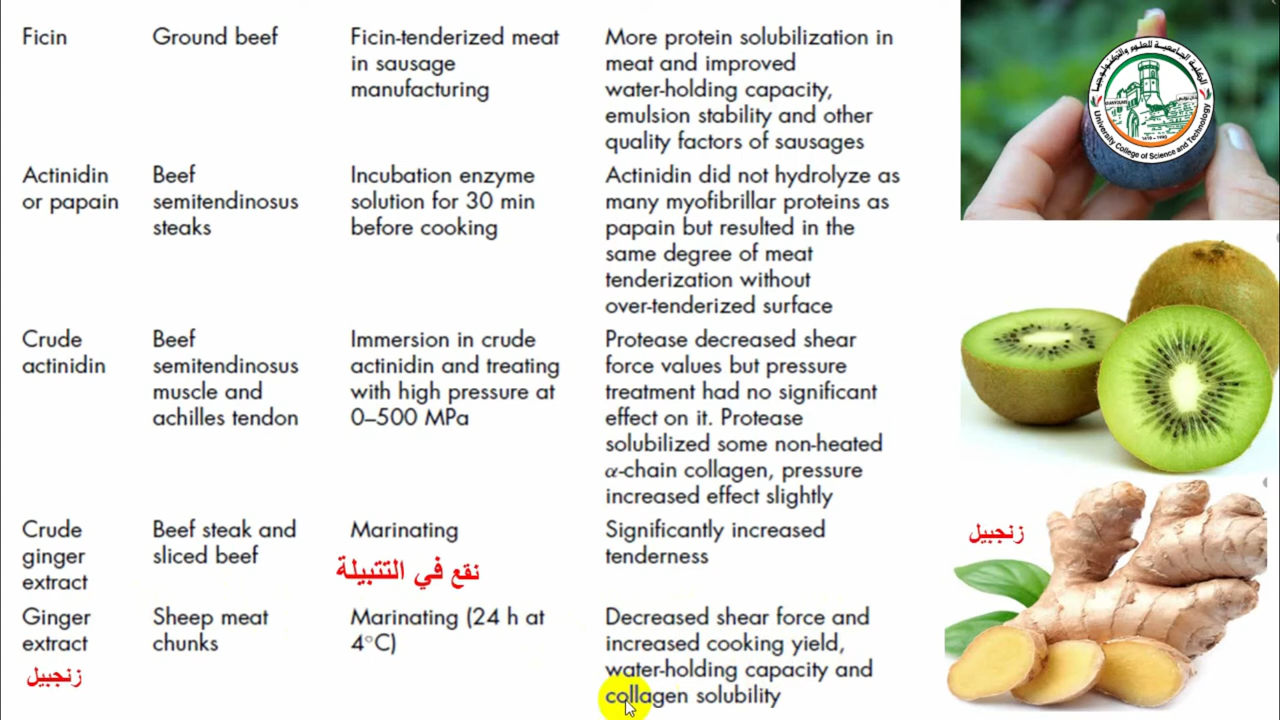 Ficin
Ground beef
Ficin-tenderized meat
in sausage
manufacturing
More protein solubilization in
meat and improved
water-holding capacity,
emulsion stability and other
quality factors of sausages
Actinidin
or papain
Beef
semitendinosus
steaks
Incubation enzyme
solution for 30 min
before cooking
Actinidin did not hydrolyze as
many myofibrillar proteins as
papain but resulted in the
same degree of meat
tenderization without
over-tenderized surface
Crude
actinidin
Beef
semitendinosus
muscle and
achilles tendon
Immersion in crude
actinidin and treating
with high pressure at
0–500 MPa
Protease decreased shear
force values but pressure
treatment had no significant
effect on it. Protease
solubilized some non-heated
α-chain collagen, pressure
increased effect slightly
Crude
ginger
extract
Beef steak and
sliced beef
Marinating
نقع في التتبيلة
Significantly increased
tenderness
Ginger
extract
زنجبيل
Sheep meat
chunks
Marinating (24 h at
4°C)
Decreased shear force and
increased cooking yield,
water-holding capacity and
collagen solubility
الكلية الجامعية للعلوم والتكنولوجيا
University College of Science and Technology
زنجبيل